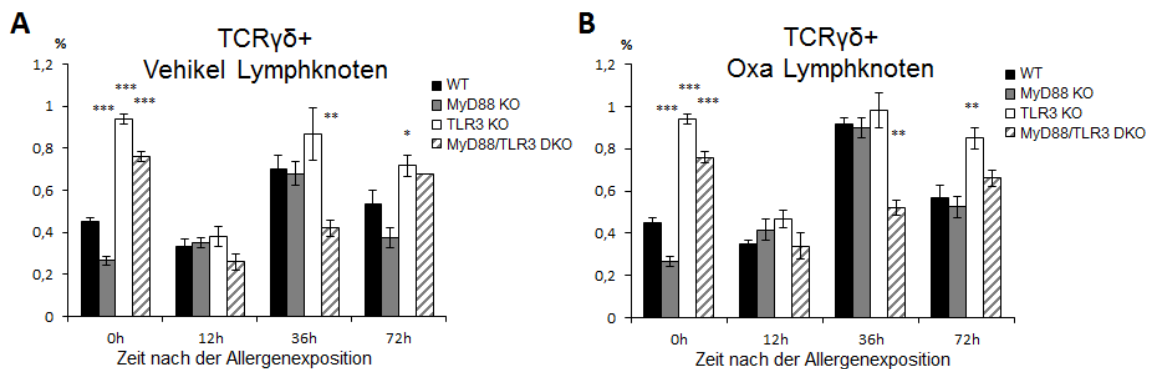 A
TCRγδ+
Vehikel Lymphknoten
%
1,2
1
0,8
0,6
0,4
0,2
0
***
***
***
**
*
WT
MyD88 KO
TLR3 KO
MyD88/TLR3 DKO
0h 12h 36h 72h
Zeit nach der Allergenexposition
B
TCRγδ+
Oxa Lymphknoten
%
1,2
1
0,8
0,6
0,4
0,2
0
***
***
***
**
**
WT
MyD88 KO
TLR3 KO
MyD88/TLR3 DKO
0h 12h 36h 72h
Zeit nach der Allergenexposition